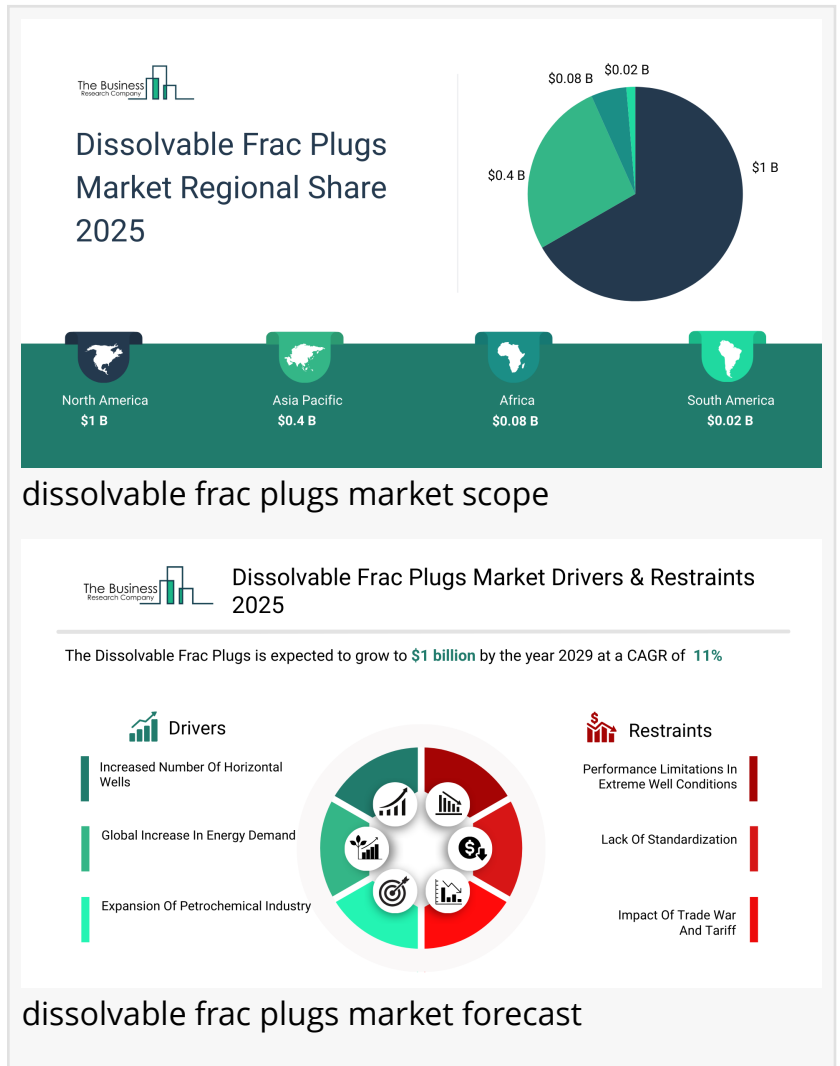 The Business
Research Company
Dissolvable Frac Plugs
Market Regional Share
2025
$0.08 B
$0.02 B
$0.4 B
$1 B
North America
$1 B
Asia Pacific
$0.4 B
Africa
$0.08 B
South America
$0.02 B
dissolvable frac plugs market scope
The Business
Research Company
Dissolvable Frac Plugs Market Drivers & Restraints
2025
The Dissolvable Frac Plugs is expected to grow to $1 billion by the year 2029 at a CAGR of 11%
Drivers
Increased Number Of Horizontal
Wells
Global Increase In Energy Demand
Expansion Of Petrochemical Industry
$
Restraints
Performance Limitations In
Extreme Well Conditions
Lack Of Standardization
Impact Of Trade War
And Tariff
$
dissolvable frac plugs market forecast